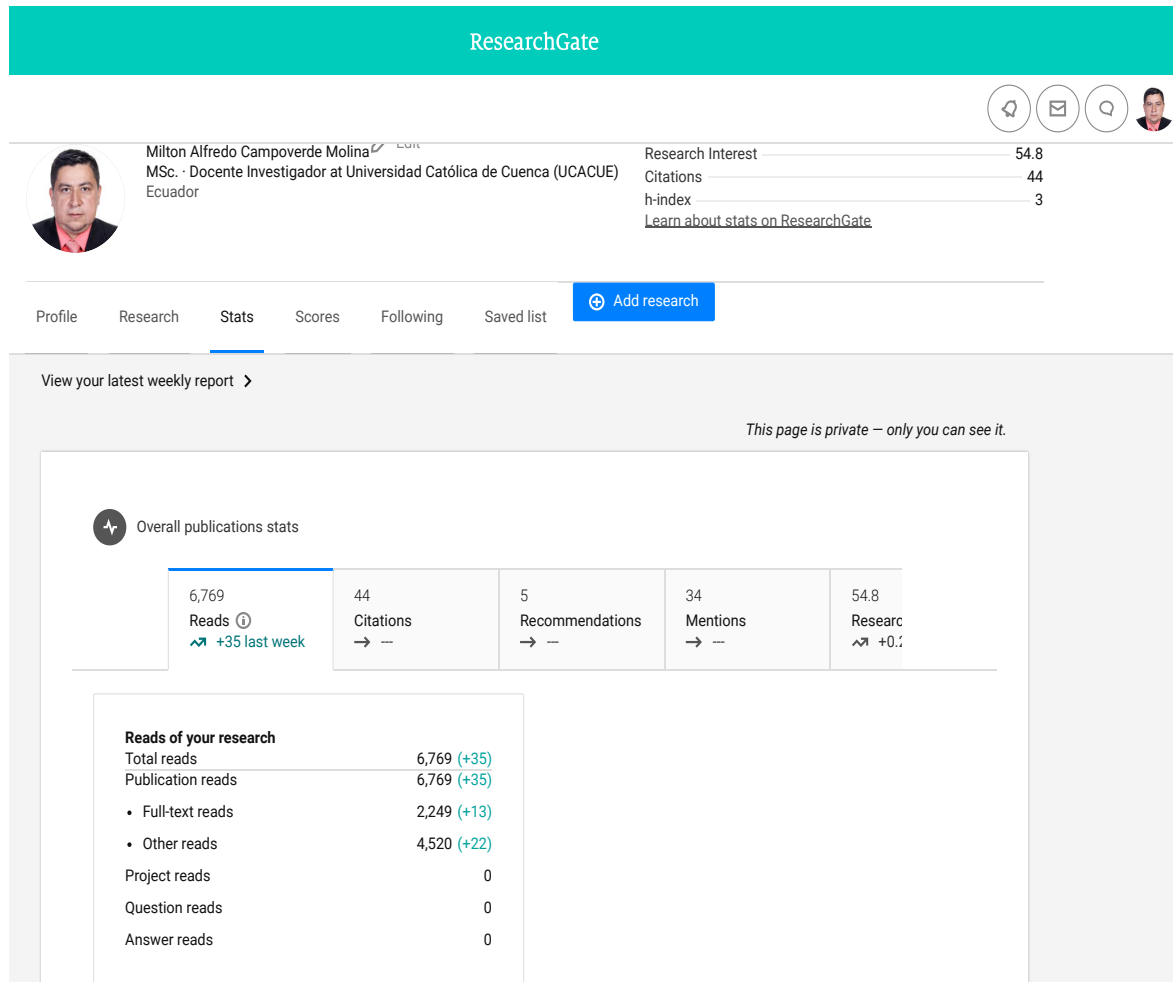 ResearchGate
Milton Alfredo Campoverde Molina
MSc. · Docente Investigador at Universidad Católica de Cuenca (UCACUE)
Ecuador
Research Interest 54.8
Citations 44
h-index 3
Learn about stats on ResearchGate
Profile Research Stats Scores Following Saved list Add research
View your latest weekly report
This page is private — only you can see it.
Overall publications stats
6,769 44 5 34 54.8
Reads Citations Recommendations Mentions Researc
+35 last week --- --- --- +0.2
Reads of your research
Total reads 6,769 (+35)
Publication reads 6,769 (+35)
• Full-text reads 2,249 (+13)
• Other reads 4,520 (+22)
Project reads 0
Question reads 0
Answer reads 0